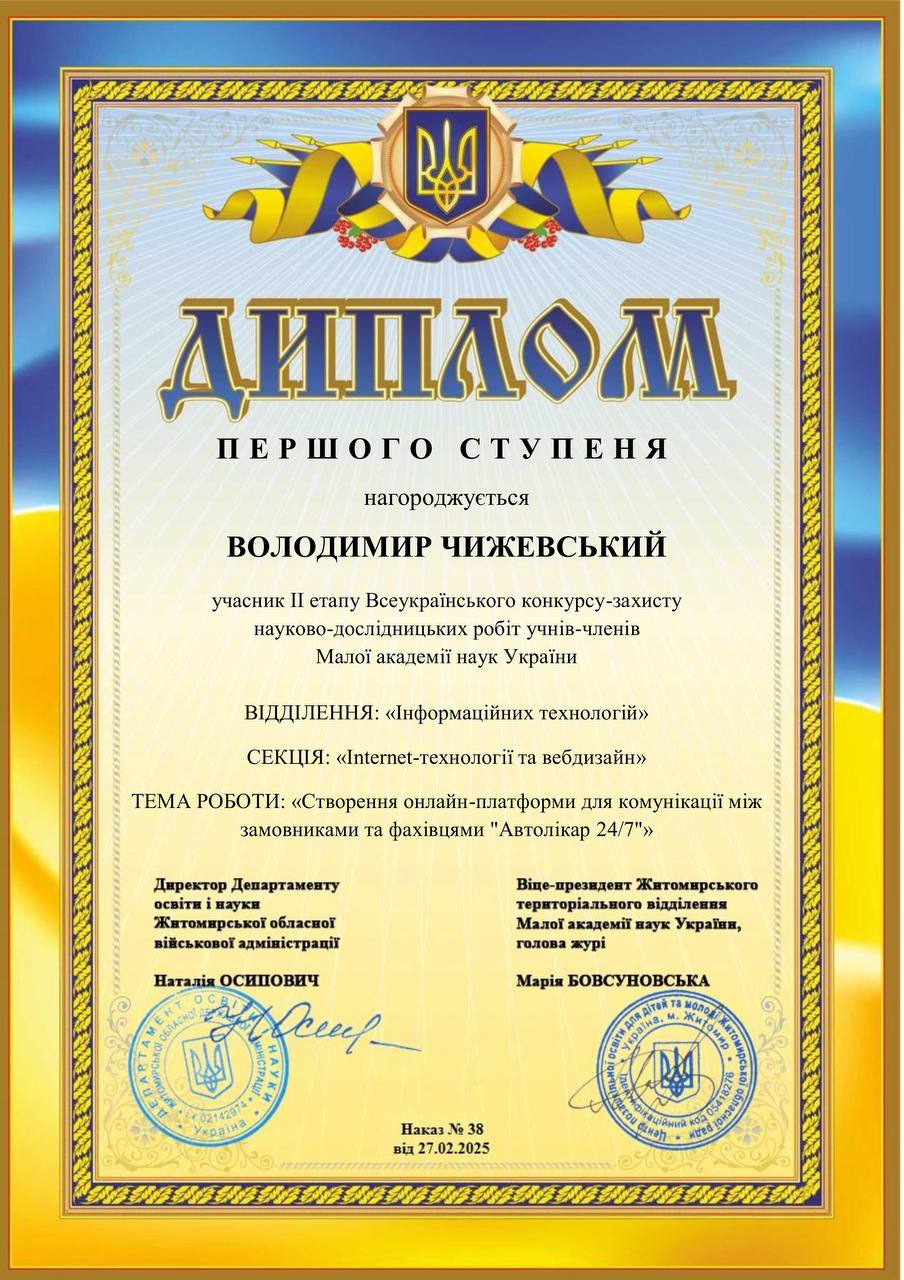 ДИПЛОМ
ПЕРШОГО СТУПЕНЯ
нагороджується
ВОЛОДИМИР ЧИЖЕВСЬКИЙ
учасник ІІ етапу Всеукраїнського конкурсу-захисту
науково-дослідницьких робіт учнів-членів
Малої академії наук України
ВІДДІЛЕННЯ: «Інформаційних технологій»
СЕКЦІЯ: «Internet-технології та вебдизайн»
ТЕМА РОБОТИ: «Створення онлайн-платформи для комунікації між
замовниками та фахівцями "Автолікар 24/7"»
Директор Департаменту
освіти і науки
Житомирської обласної
військової адміністрації
Наталія ОСИПОВИЧ
Віце-президент Житомирського
територіального відділення
Малої академії наук України,
голова журі
Марія БОВСУНОВСЬКА
ДЕПАРТАМЕНТ ОСВІТИ НАУКИ
ЖИТОМИРСЬКОЇ ОБЛАСНОЇ
02142974
Україна
Центр позашкільної освіти для дітей та молоді Житомирської обласної ради
Україна, м. Житомир
Ідентифікаційний код 05418276
Наказ № 38
від 27.02.2025